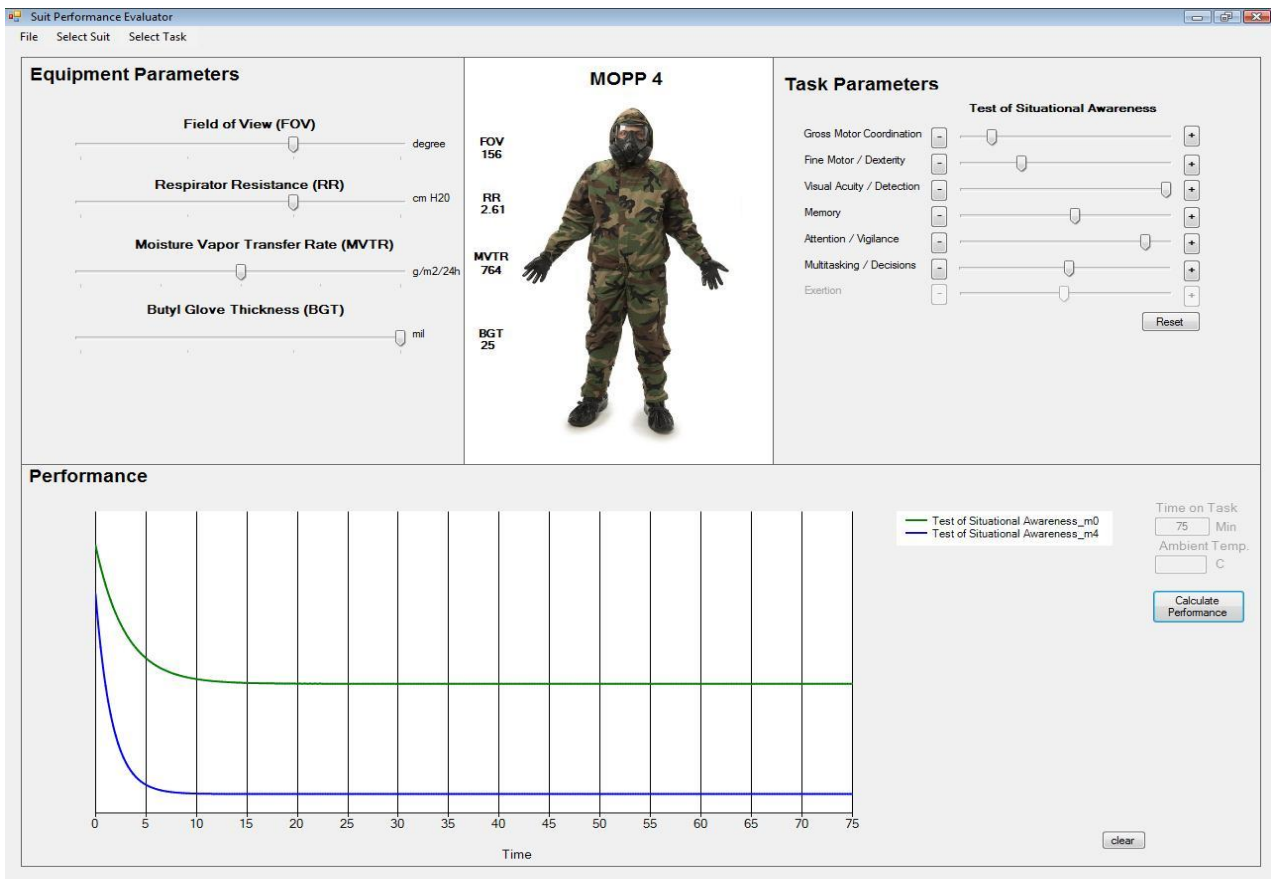 Suit Performance Evaluator
File Select Suit Select Task
Equipment Parameters
Field of View (FOV)
degree
Respirator Resistance (RR)
cm H20
Moisture Vapor Transfer Rate (MVTR)
g/m2/24h
Butyl Glove Thickness (BGT)
mil
MOPP 4
FOV
156
RR
2.61
MVTR
764
BGT
25
Task Parameters
Test of Situational Awareness
Gross Motor Coordination - +
Fine Motor / Dexterity - +
Visual Acuity / Detection - +
Memory - +
Attention / Vigilance - +
Multitasking / Decisions - +
Exertion - +
Reset
Performance
Test of Situational Awareness_m0
Test of Situational Awareness_m4
Time on Task
75 Min
Ambient Temp.
C
Calculate
Performance
0 5 10 15 20 25 30 35 40 45 50 55 60 65 70 75
Time
clear